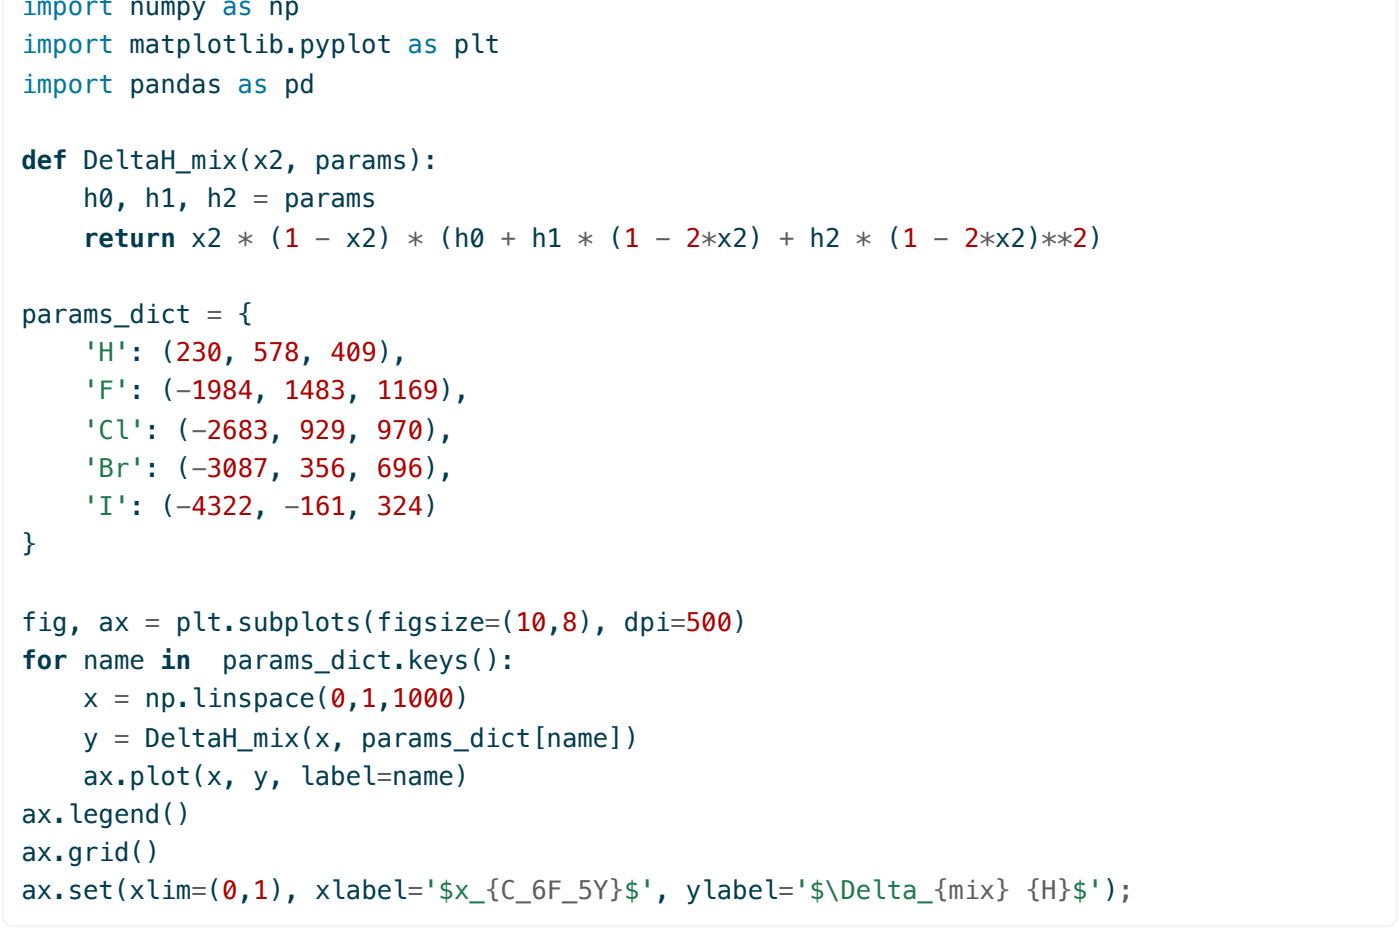 import numpy as np
import matplotlib.pyplot as plt
import pandas as pd

def DeltaH_mix(x2, params):
    h0, h1, h2 = params
    return x2 * (1 - x2) * (h0 + h1 * (1 - 2*x2) + h2 * (1 - 2*x2)**2)

params_dict = {
    'H': (230, 578, 409),
    'F': (-1984, 1483, 1169),
    'Cl': (-2683, 929, 970),
    'Br': (-3087, 356, 696),
    'I': (-4322, -161, 324)
}

fig, ax = plt.subplots(figsize=(10,8), dpi=500)
for name in  params_dict.keys():
    x = np.linspace(0,1,1000)
    y = DeltaH_mix(x, params_dict[name])
    ax.plot(x, y, label=name)
ax.legend()
ax.grid()
ax.set(xlim=(0,1), xlabel='$x_{C_6F_5Y}$', ylabel='$\Delta_{mix} {H}$');